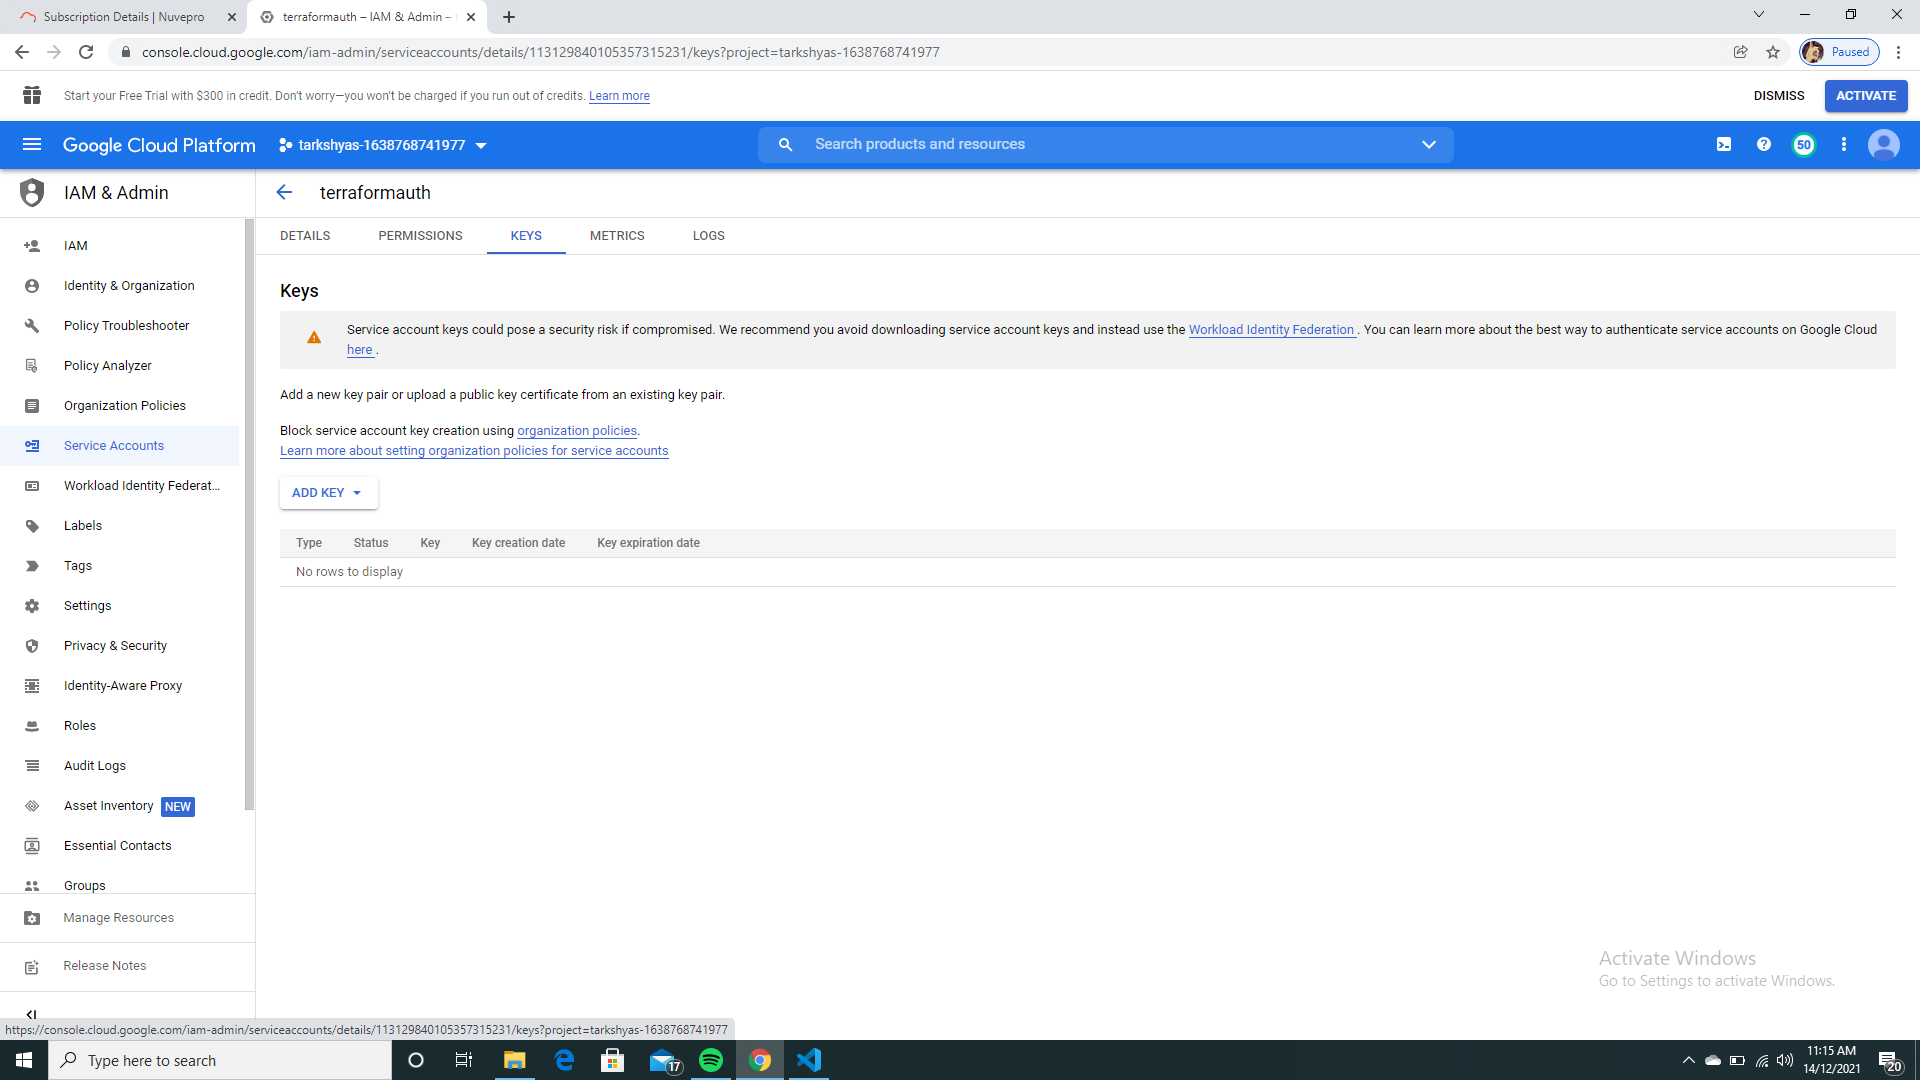 Subscription Details | Nuvepro
terraformauth – IAM & Admin –
console.cloud.google.com/iam-admin/serviceaccounts/details/113129840105357315231/keys?project=tarkshyas-1638768741977
Paused
Start your Free Trial with $300 in credit. Don't worry—you won't be charged if you run out of credits. Learn more
DISMISS
ACTIVATE
Google Cloud Platform
tarkshyas-1638768741977
Search products and resources
50
IAM & Admin
terraformauth
DETAILS
PERMISSIONS
KEYS
METRICS
LOGS
IAM
Identity & Organization
Policy Troubleshooter
Policy Analyzer
Organization Policies
Service Accounts
Workload Identity Federat...
Labels
Tags
Settings
Privacy & Security
Identity-Aware Proxy
Roles
Audit Logs
Asset Inventory NEW
Essential Contacts
Groups
Manage Resources
Release Notes
Keys
Service account keys could pose a security risk if compromised. We recommend you avoid downloading service account keys and instead use the Workload Identity Federation . You can learn more about the best way to authenticate service accounts on Google Cloud
here .
Add a new key pair or upload a public key certificate from an existing key pair.
Block service account key creation using organization policies.
Learn more about setting organization policies for service accounts
ADD KEY
Type Status Key Key creation date Key expiration date
No rows to display
Activate Windows
Go to Settings to activate Windows.
https://console.cloud.google.com/iam-admin/serviceaccounts/details/113129840105357315231/keys?project=tarkshyas-1638768741977
Type here to search
17
11:15 AM
14/12/2021
20